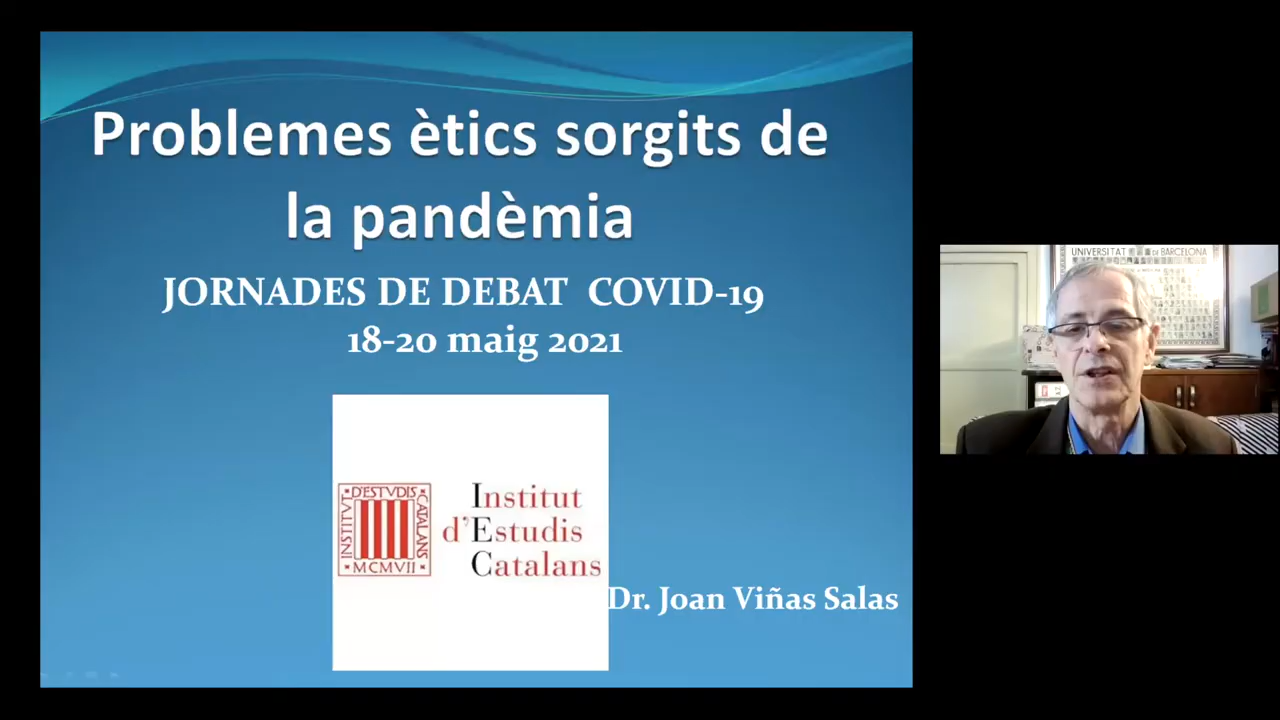 Problemes ètics sorgits de
la pandèmia
JORNADES DE DEBAT COVID-19
18-20 maig 2021
INSTITVT
D'ESTVDIS
CATALANS
MCMVII
Institut
d'Estudis
Catalans
Dr. Joan Viñas Salas
UNIVERSITAT DE BARCELONA